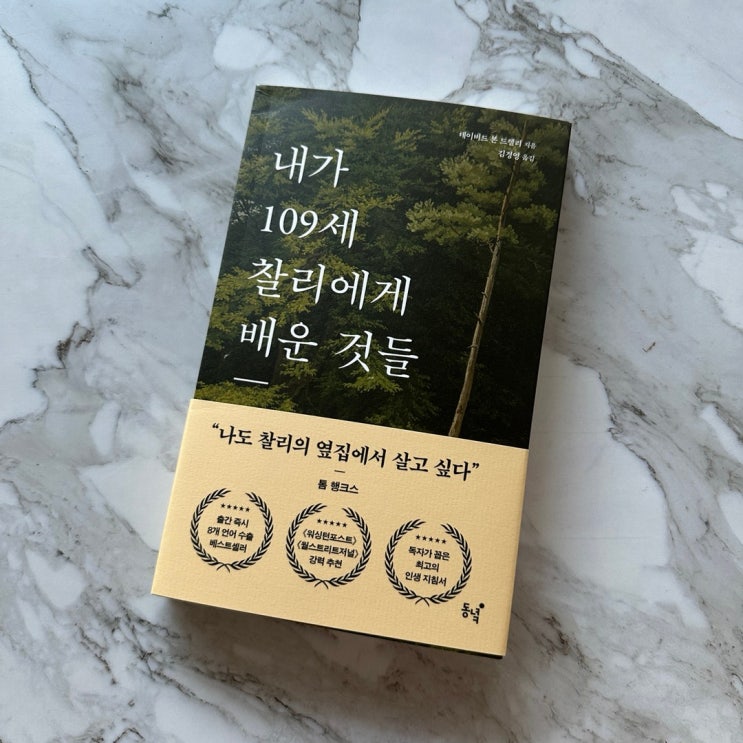 데이비드 본 드렐리 지음
김경영 옮김
내가
109세
찰리에게
배운 것들
“나도 찰리의 옆집에서 살고 싶다”
톰 행크스
★★★★★
출간 즉시
8개 언어 수출
베스트셀러
★★★★★
《워싱턴포스트》
《월스트리트저널》
강력 추천
★★★★★
독자가 꼽은
최고의
인생 지침서
동녘